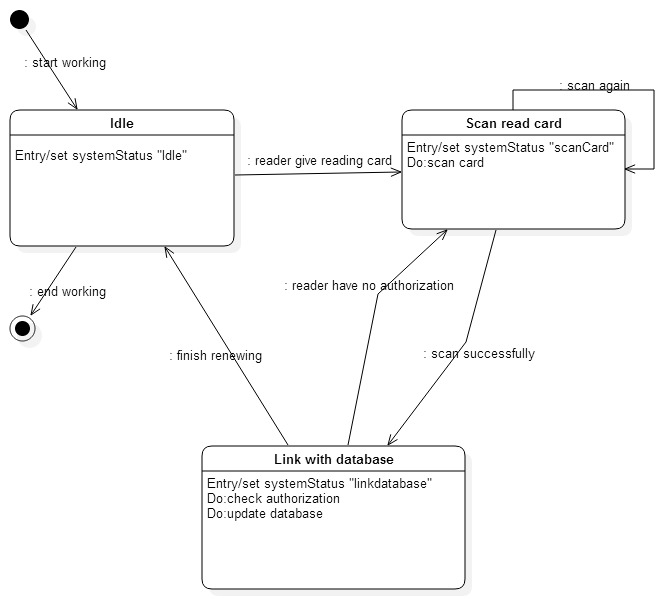 : start working
: scan again
Idle
Entry/set systemStatus "Idle"
: reader give reading card
Scan read card
Entry/set systemStatus "scanCard"
Do:scan card
: end working
: reader have no authorization
: finish renewing
: scan successfully
Link with database
Entry/set systemStatus "linkdatabase"
Do:check authorization
Do:update database